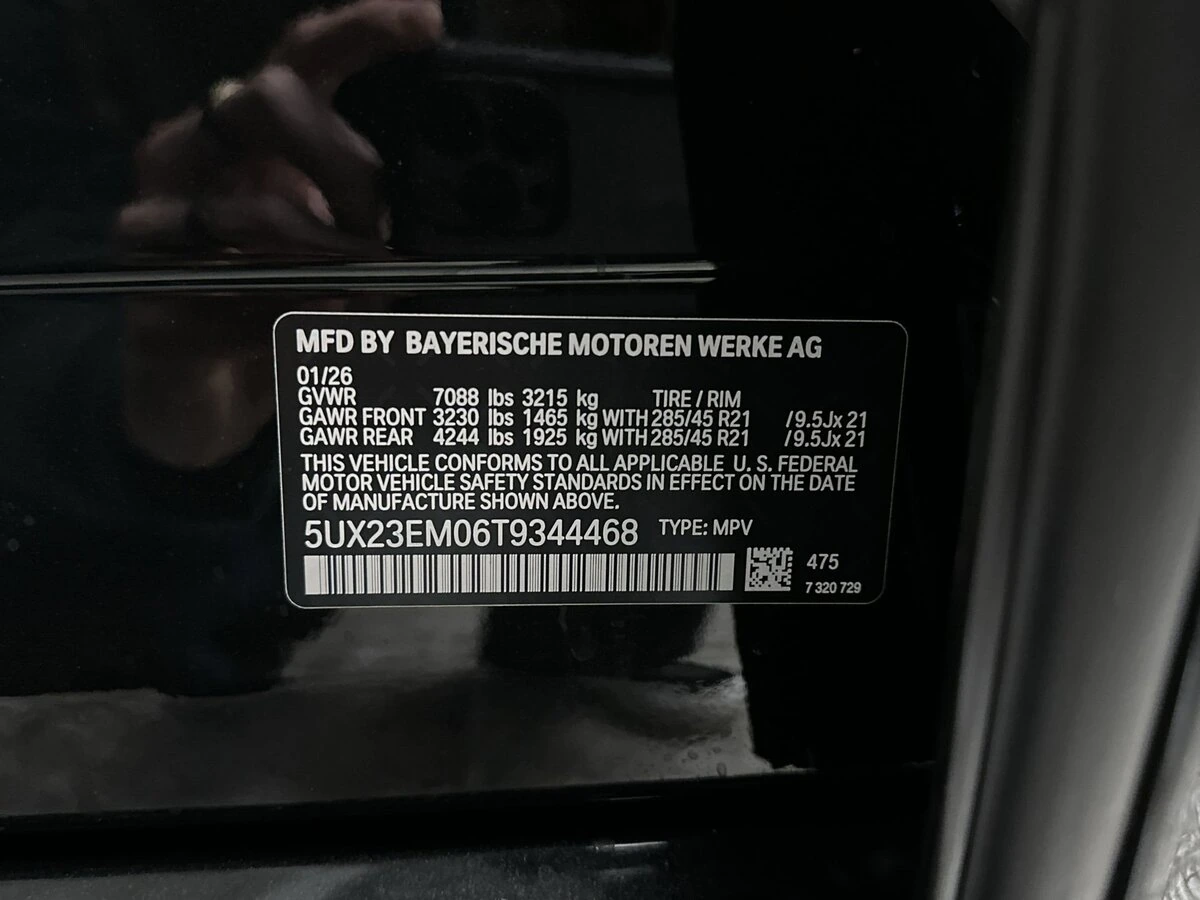 MFD BY BAYERISCHE MOTOREN WERKE AG
01/26
GVWR 7088 lbs 3215 kg TIRE / RIM
GAWR FRONT 3230 lbs 1465 kg WITH 285/45 R21 /9.5Jx 21
GAWR REAR 4244 lbs 1925 kg WITH 285/45 R21 /9.5Jx 21
THIS VEHICLE CONFORMS TO ALL APPLICABLE U. S. FEDERAL
MOTOR VEHICLE SAFETY STANDARDS IN EFFECT ON THE DATE
OF MANUFACTURE SHOWN ABOVE.
5UX23EM06T9344468 TYPE: MPV
475
7 320 729